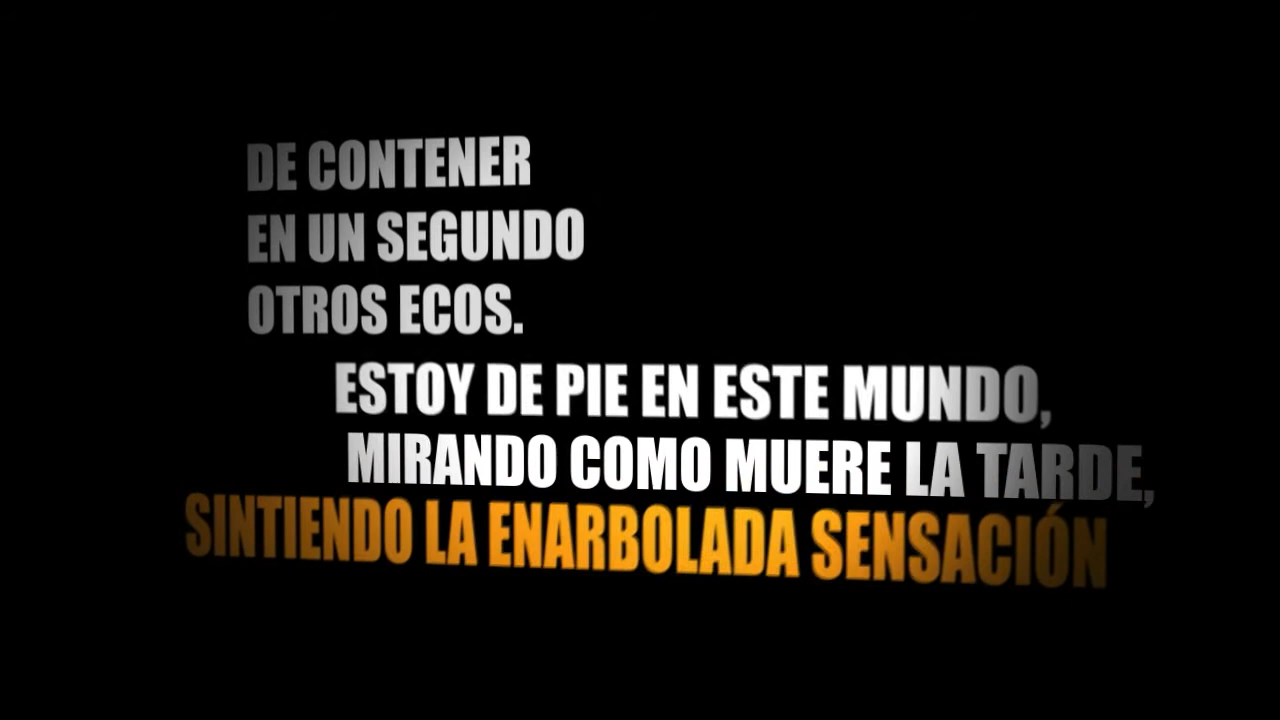 DE CONTENER
EN UN SEGUNDO
OTROS ECOS.
ESTOY DE PIE EN ESTE MUNDO,
MIRANDO COMO MUERE LA TARDE,
SINTIENDO LA ENARBOLADA SENSACIÓN